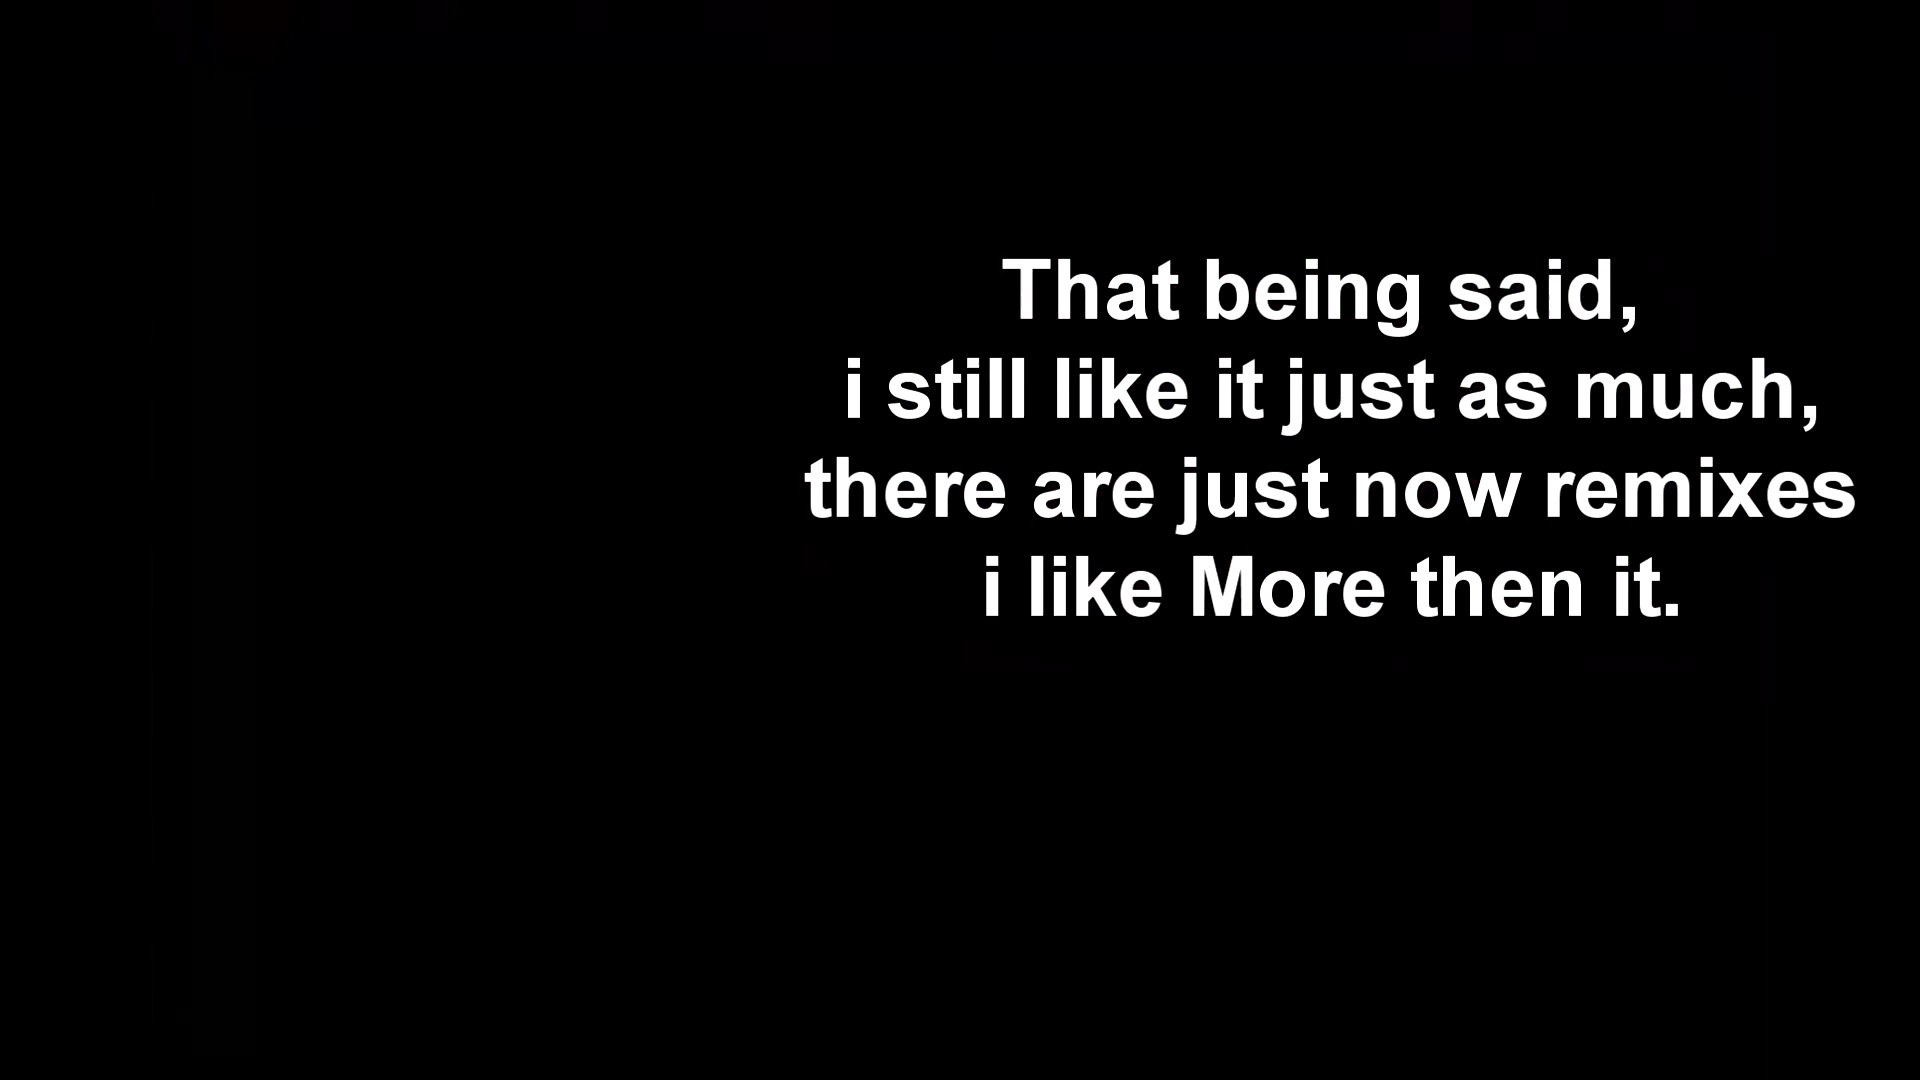 That being said,
i still like it just as much,
there are just now remixes
i like More then it.